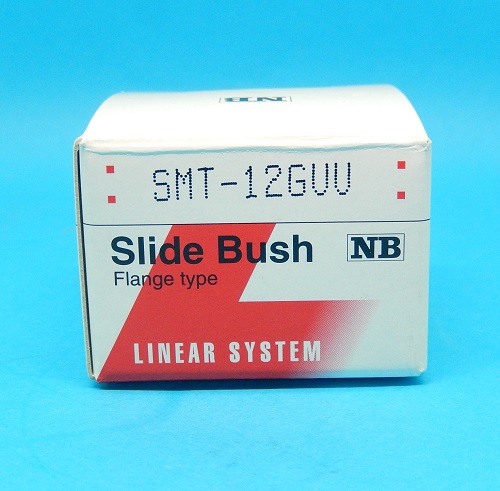 NB
SMT-12GUU
Slide Bush
NB
Flange type
LINEAR SYSTEM